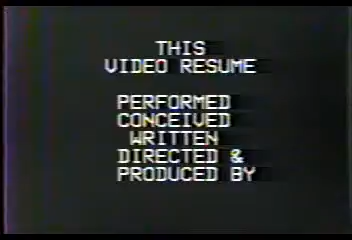 THIS
VIDEO RESUME
PERFORMED
CONCEIVED
WRITTEN
DIRECTED &
PRODUCED BY